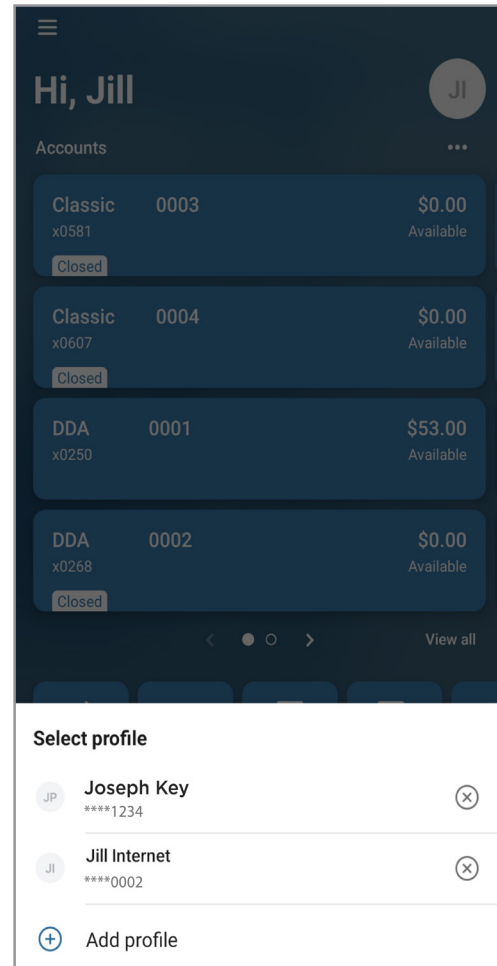 Hi, Jill
JI
Accounts
Classic 0003 $0.00
x0581 Available
Closed
Classic 0004 $0.00
x0607 Available
Closed
DDA 0001 $53.00
x0250 Available
DDA 0002 $0.00
x0268 Available
Closed
View all
Select profile
JP Joseph Key
****1234
JI Jill Internet
****0002
Add profile